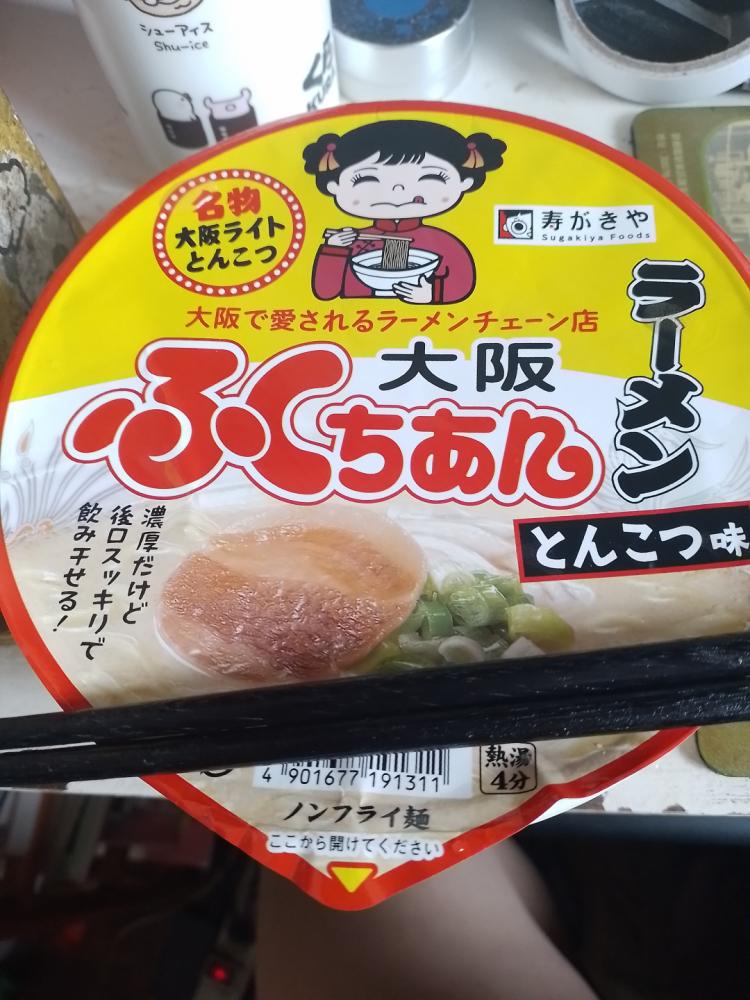 シューアイス
Shu-ice
名物
大阪ライト
とんこつ
寿がきや
Sugakiya Foods
大阪で愛されるラーメンチェーン店
大阪
ふくちあん
ラーメン
とんこつ味
濃厚だけど
後口スッキリで
飲み干せる!
4 901677 191311
熱湯
4分
ノンフライ麺
ここから開けてください